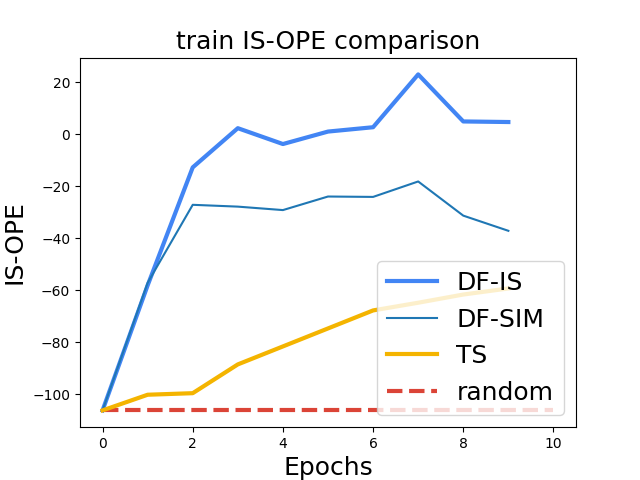 train IS-OPE comparison
IS-OPE
20
0
−20
−40
−60
−80
−100
DF-IS
DF-SIM
TS
random
0 2 4 6 8 10
Epochs